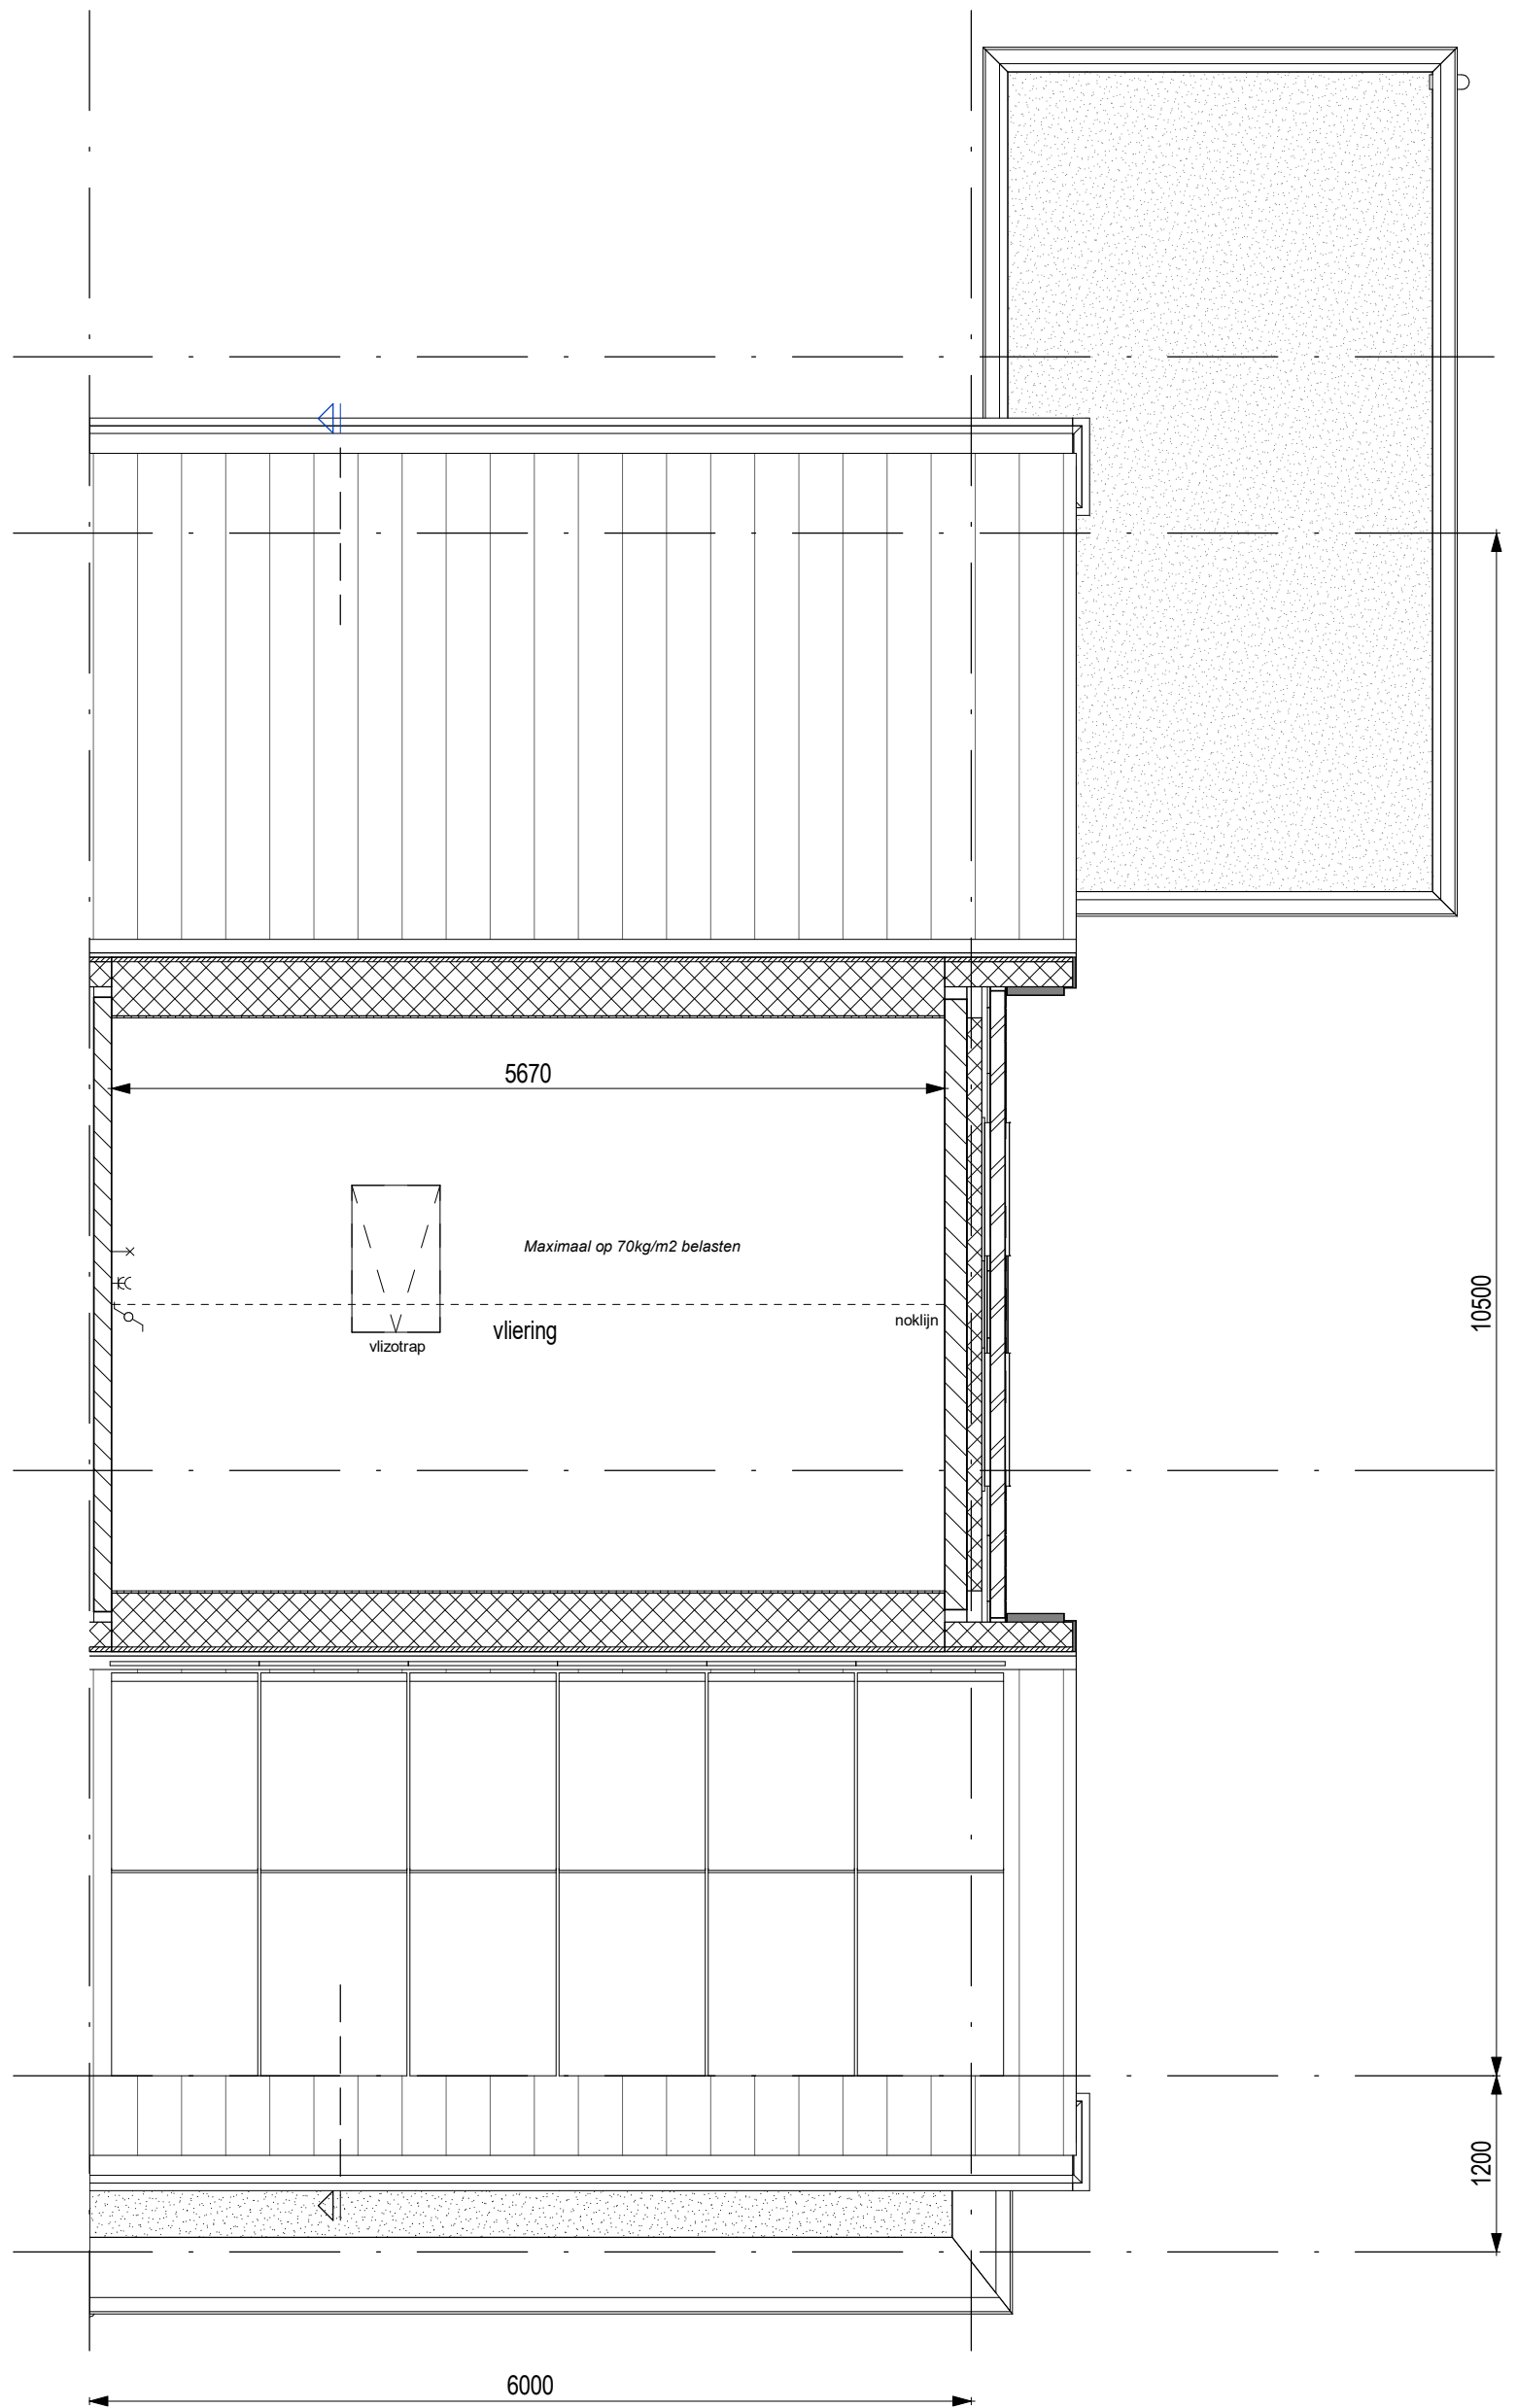 5670
Maximaal op 70kg/m2 belasten
noklijn
vliering
vlizotrap
10500
1200
6000